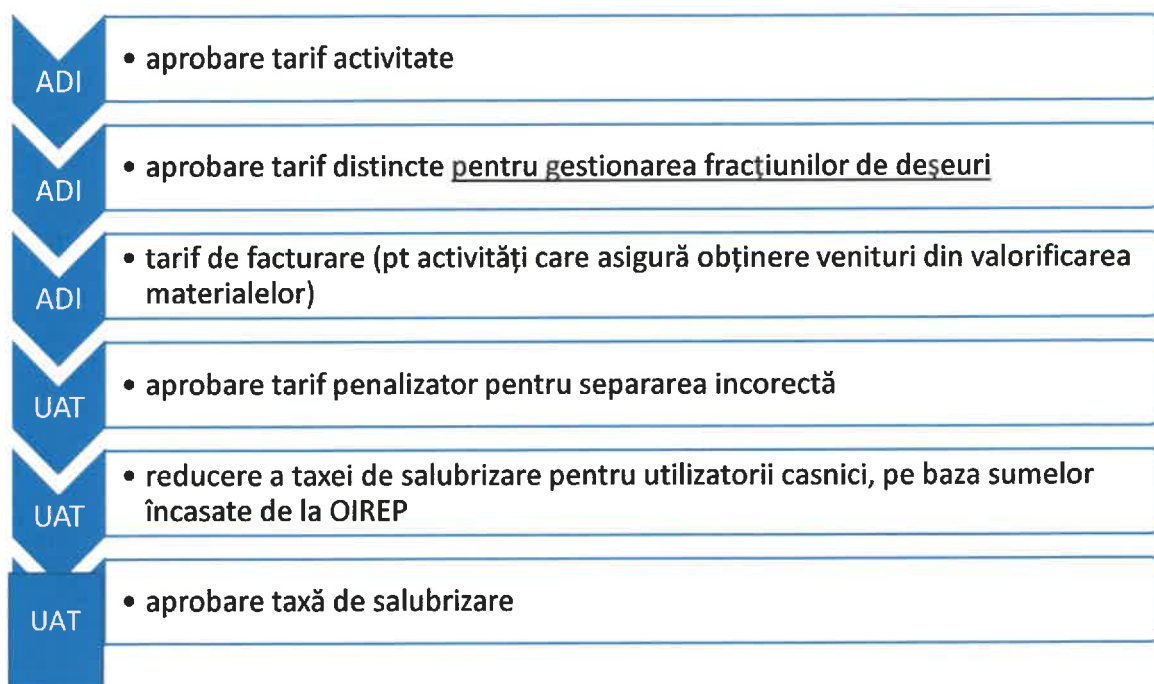 ADI
• aprobare tarif activitate
ADI
• aprobare tarif distincte pentru gestionarea fracțiunilor de deșeuri
ADI
• tarif de facturare (pt activități care asigură obținere venituri din valorificarea
materialelor)
UAT
• aprobare tarif penalizator pentru separarea incorectă
UAT
• reducere a taxei de salubrizare pentru utilizatorii casnici, pe baza sumelor
încasate de la OIREP
UAT
• aprobare taxă de salubrizare